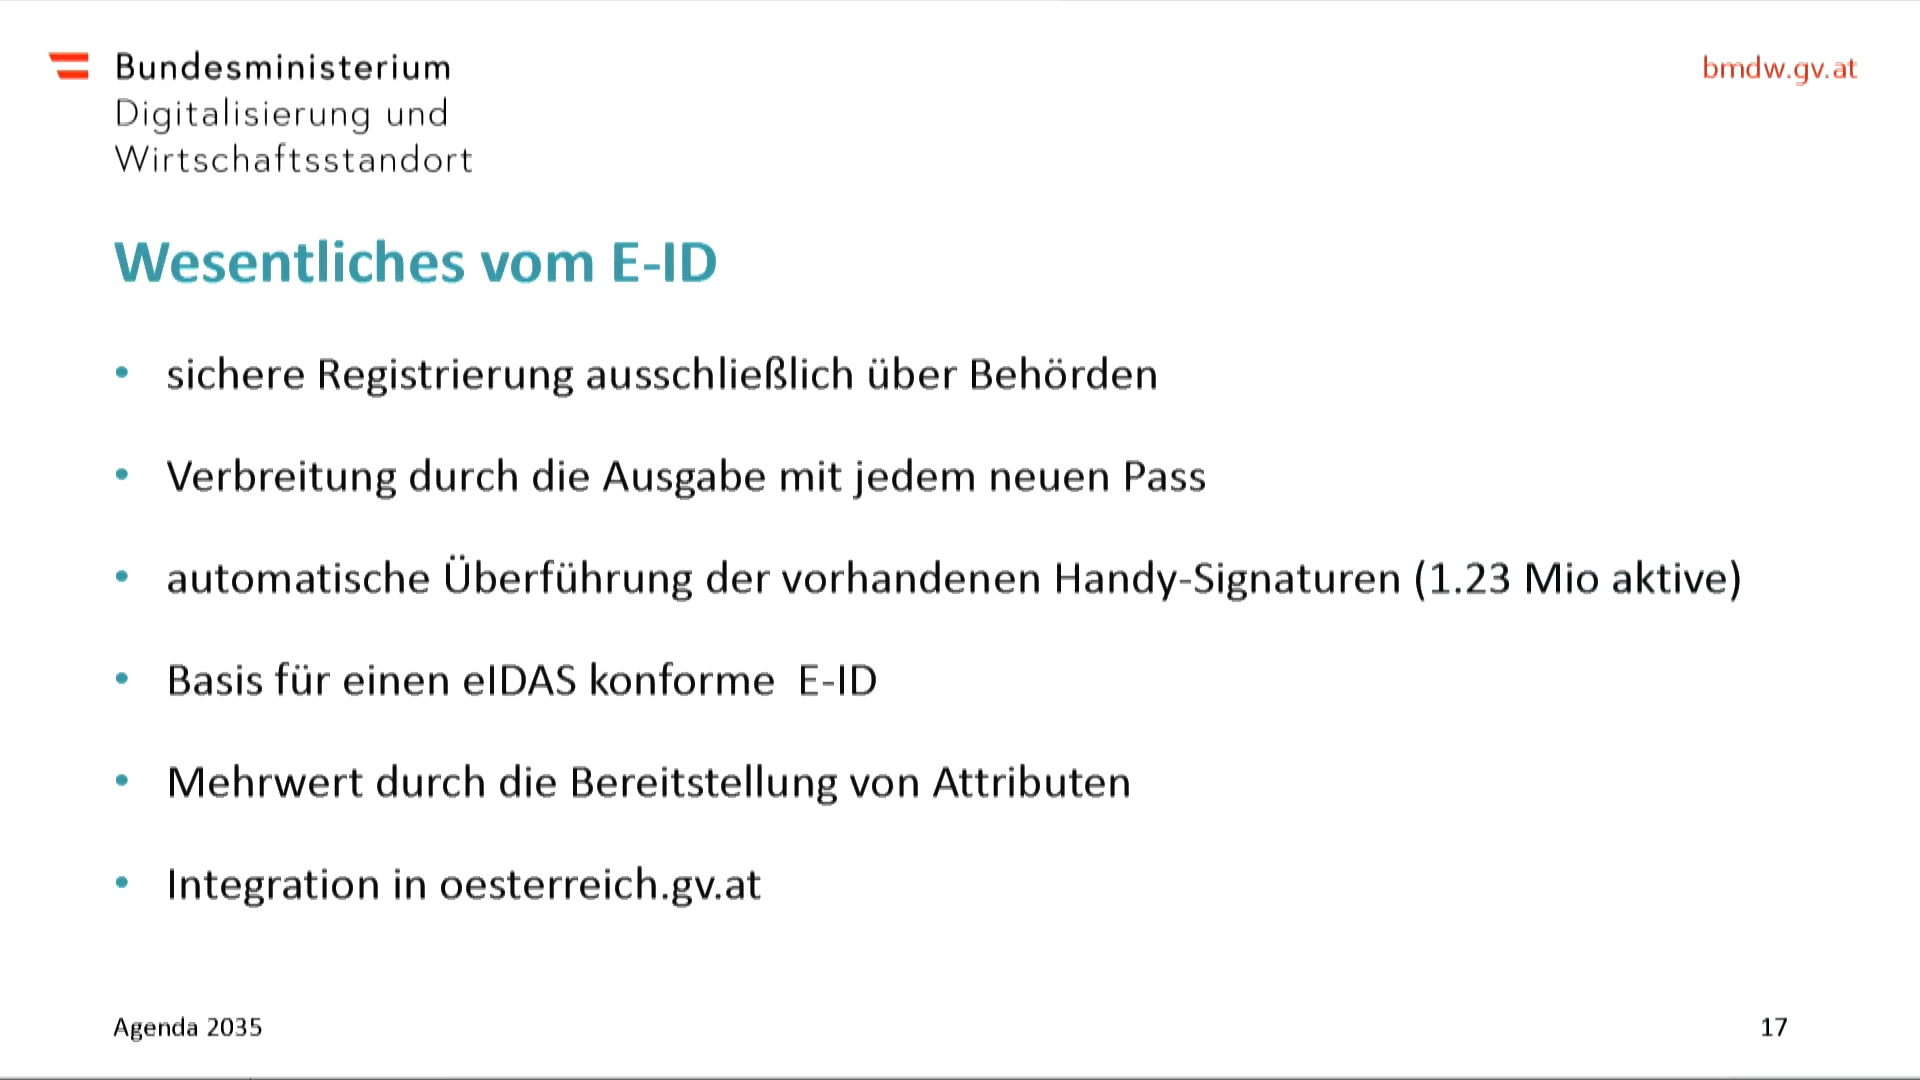 Bundesministerium
Digitalisierung und
Wirtschaftsstandort
bmdw.gv.at
Wesentliches vom E-ID
• sichere Registrierung ausschließlich über Behörden
• Verbreitung durch die Ausgabe mit jedem neuen Pass
• automatische Überführung der vorhandenen Handy-Signaturen (1.23 Mio aktive)
• Basis für einen eIDAS konforme  E-ID
• Mehrwert durch die Bereitstellung von Attributen
• Integration in oesterreich.gv.at
Agenda 2035
17